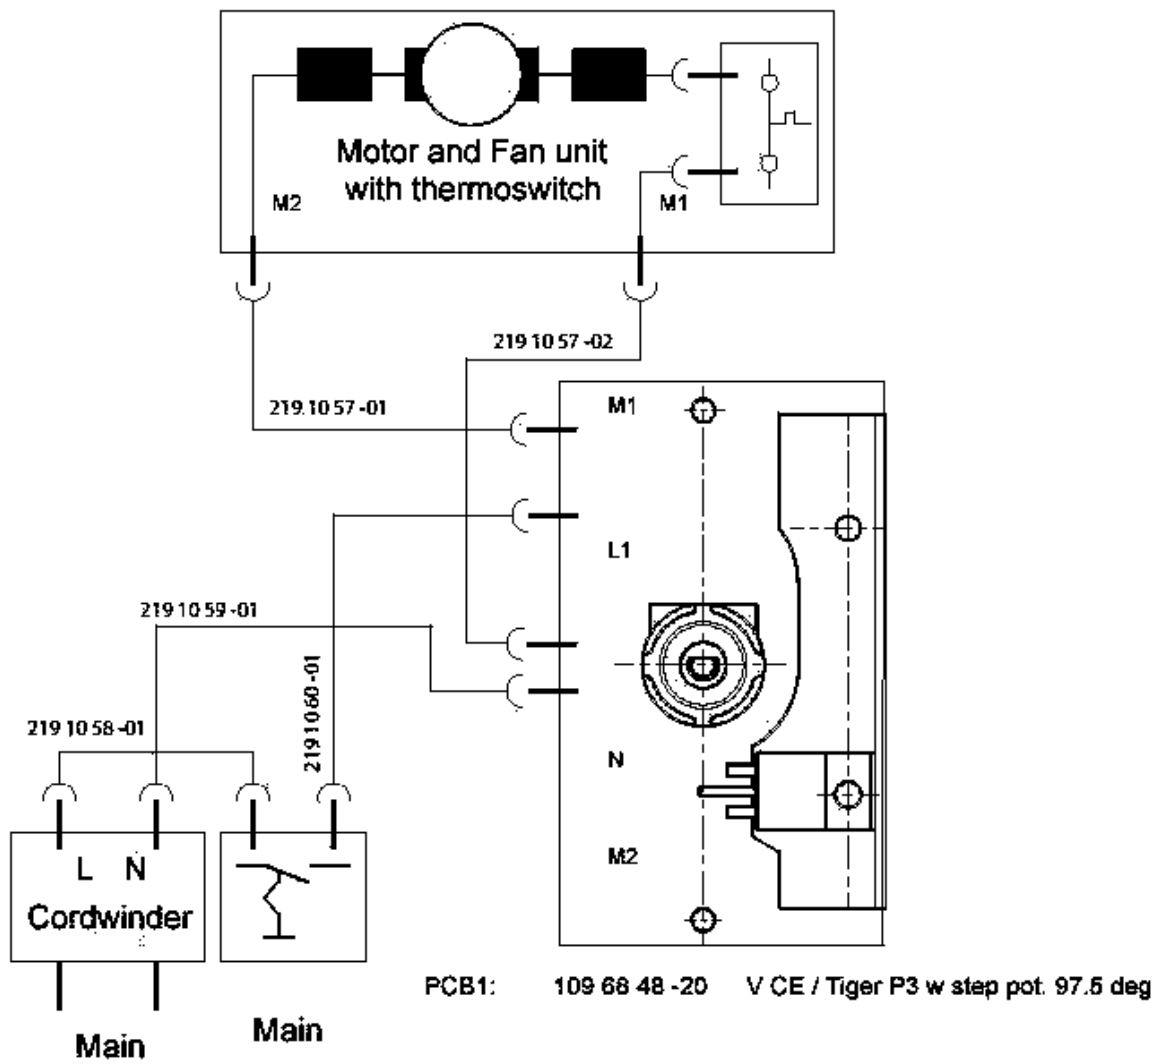 Motor and Fan unit
with thermoswitch
M2
M1
219 10 57 -02
219 10 57 -01
M1
L1
219 10 59 -01
219 10 60 -01
219 10 58 -01
N
M2
L N
Cordwinder
PCB1: 109 68 48 -20 V CE / Tiger P3 w step pot. 97.5 deg
Main
Main